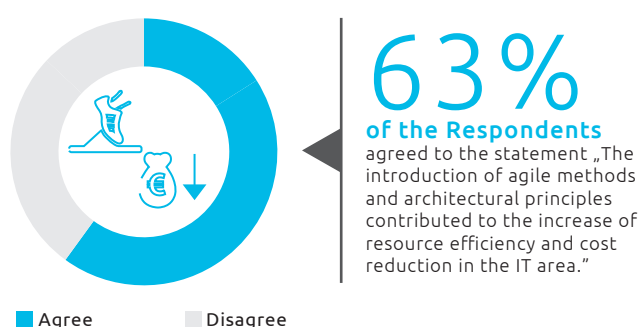 63%
of the Respondents
agreed to the statement „The
introduction of agile methods
and architectural principles
contributed to the increase of
resource efficiency and cost
reduction in the IT area.”
Agree
Disagree